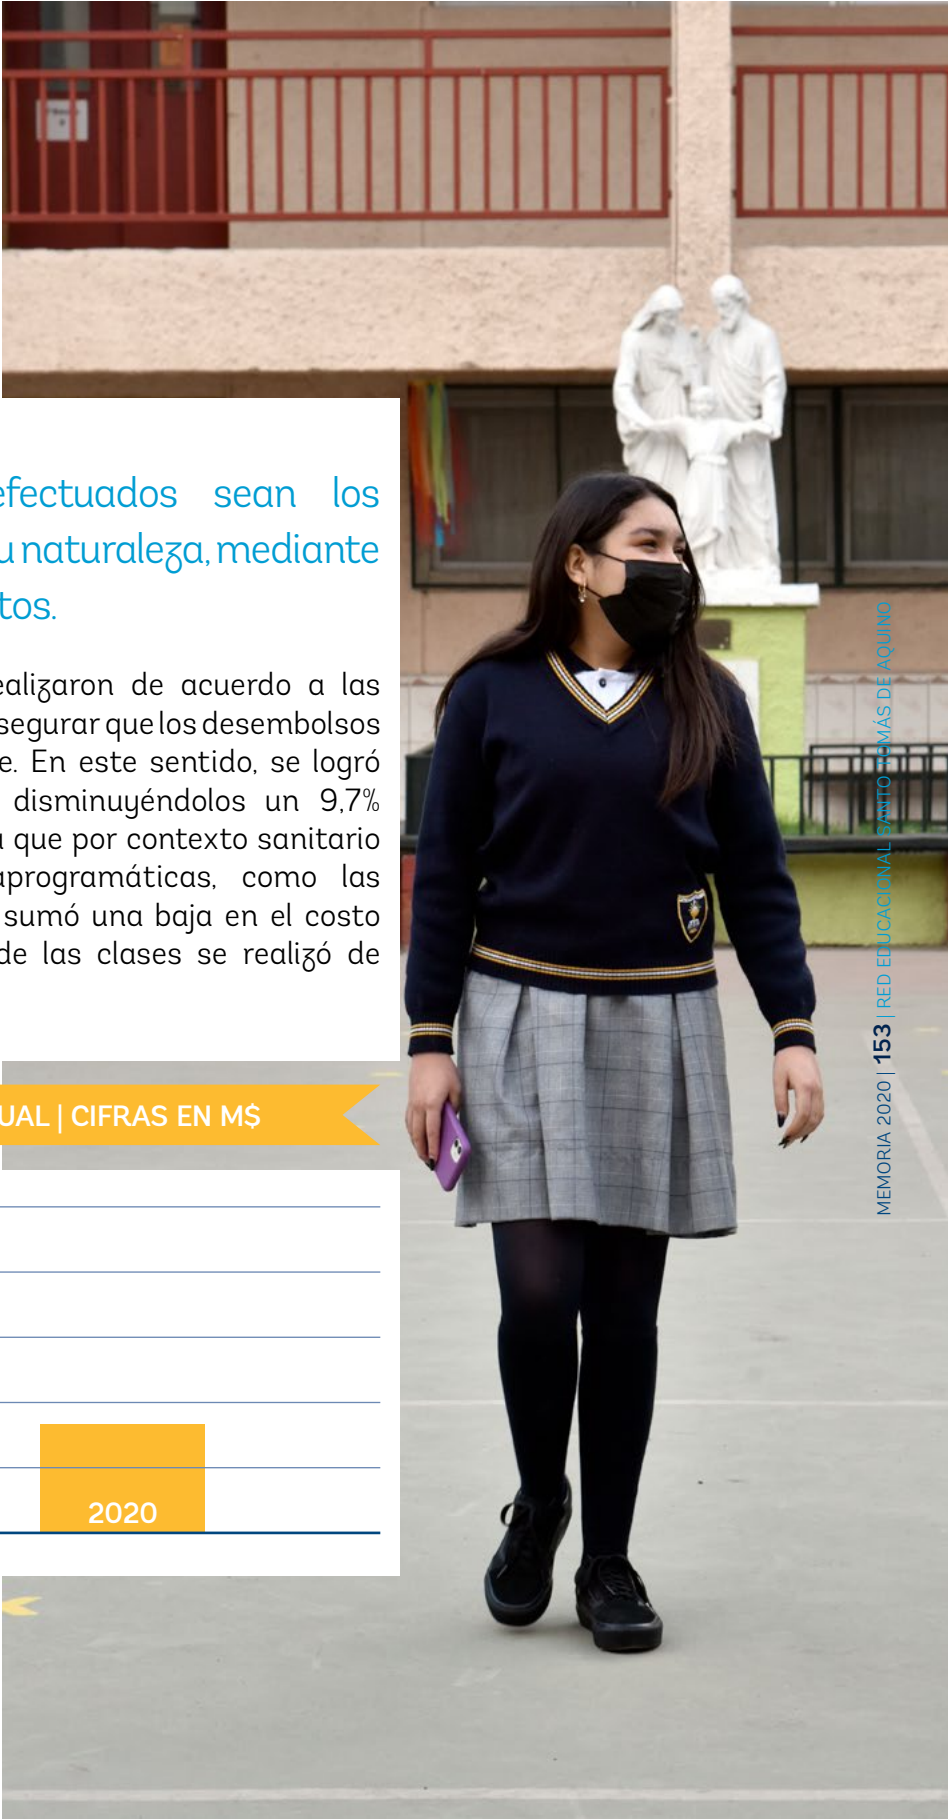 efectuados sean los
u naturaleza, mediante
tos.
ealizaron de acuerdo a las
segurar que los desembolsos
e. En este sentido, se logró
disminuyéndolos un 9,7%
que por contexto sanitario
aprogramáticas, como las
sumó una baja en el costo
de las clases se realizó de
UAL | CIFRAS EN M$
2020
MEMORIA 2020 | 153 | RED EDUCACIONAL SANTO TOMÁS DE AQUINO